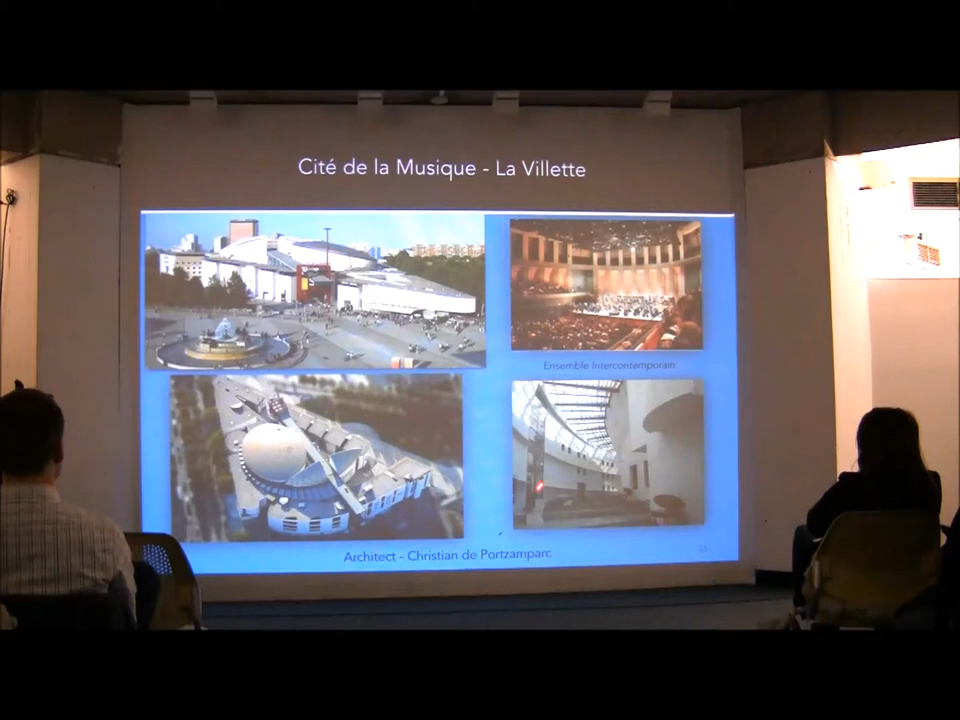 Cité de la Musique - La Villette
Ensemble Intercontemporain
Architect - Christian de Portzamparc